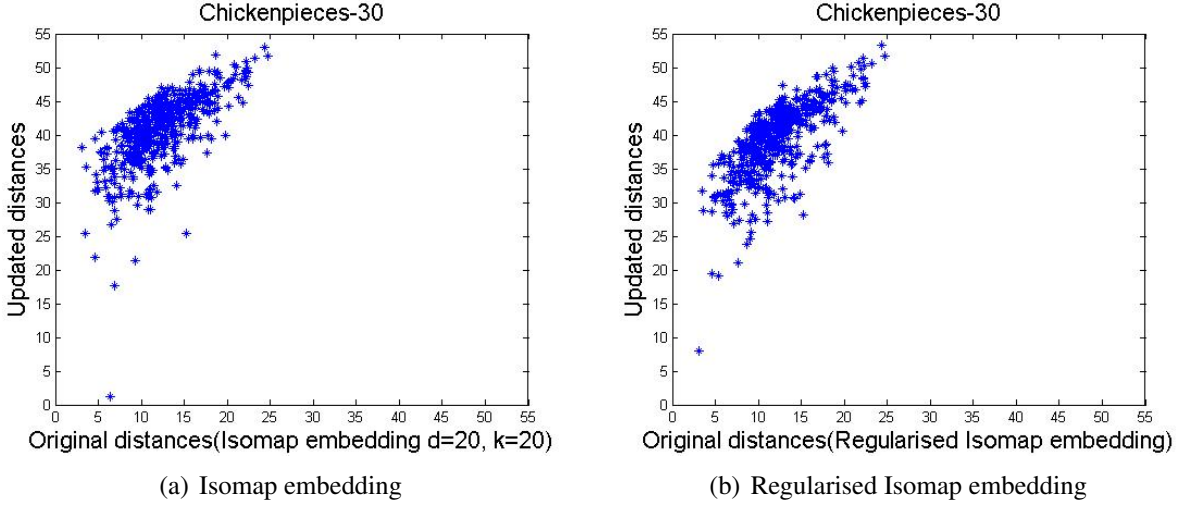 Chickenpieces-30
55
50
45
40
35
30
25
20
15
10
5
0
Updated distances
0 5 10 15 20 25 30 35 40 45 50 55
Original distances(Isomap embedding d=20, k=20)
(a) Isomap embedding
Chickenpieces-30
55
50
45
40
35
30
25
20
15
10
5
0
Updated distances
0 5 10 15 20 25 30 35 40 45 50 55
Original distances(Regularised Isomap embedding)
(b) Regularised Isomap embedding